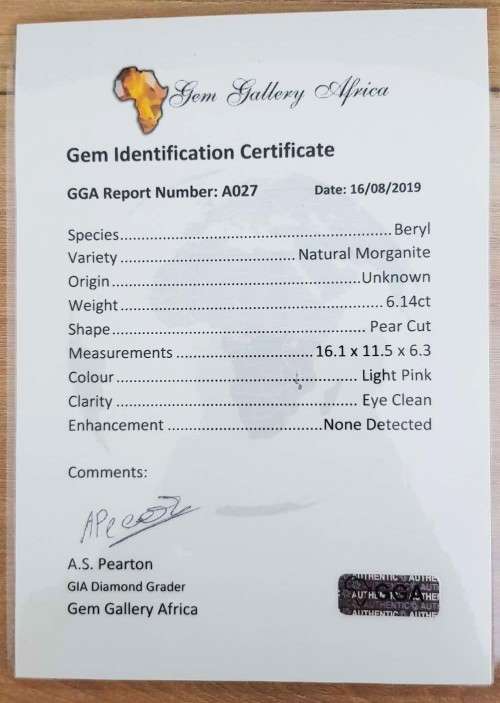 Gem Gallery Africa
Gem Identification Certificate
GGA Report Number: A027 Date: 16/08/2019
Species..........................................................Beryl
Variety .................................... Natural Morganite
Origin...................................................Unknown
Weight...................................................... 6.14ct
Shape.................................................... Pear Cut
Measurements ............................16.1 x 11.5 x 6.3
Colour .................................................. Light Pink
Clarity ................................................... Eye Clean
Enhancement ................................None Detected
Comments:
A.S. Pearton
GIA Diamond Grader
Gem Gallery Africa
AUTHENTIC
GGA
AUTHENTIC